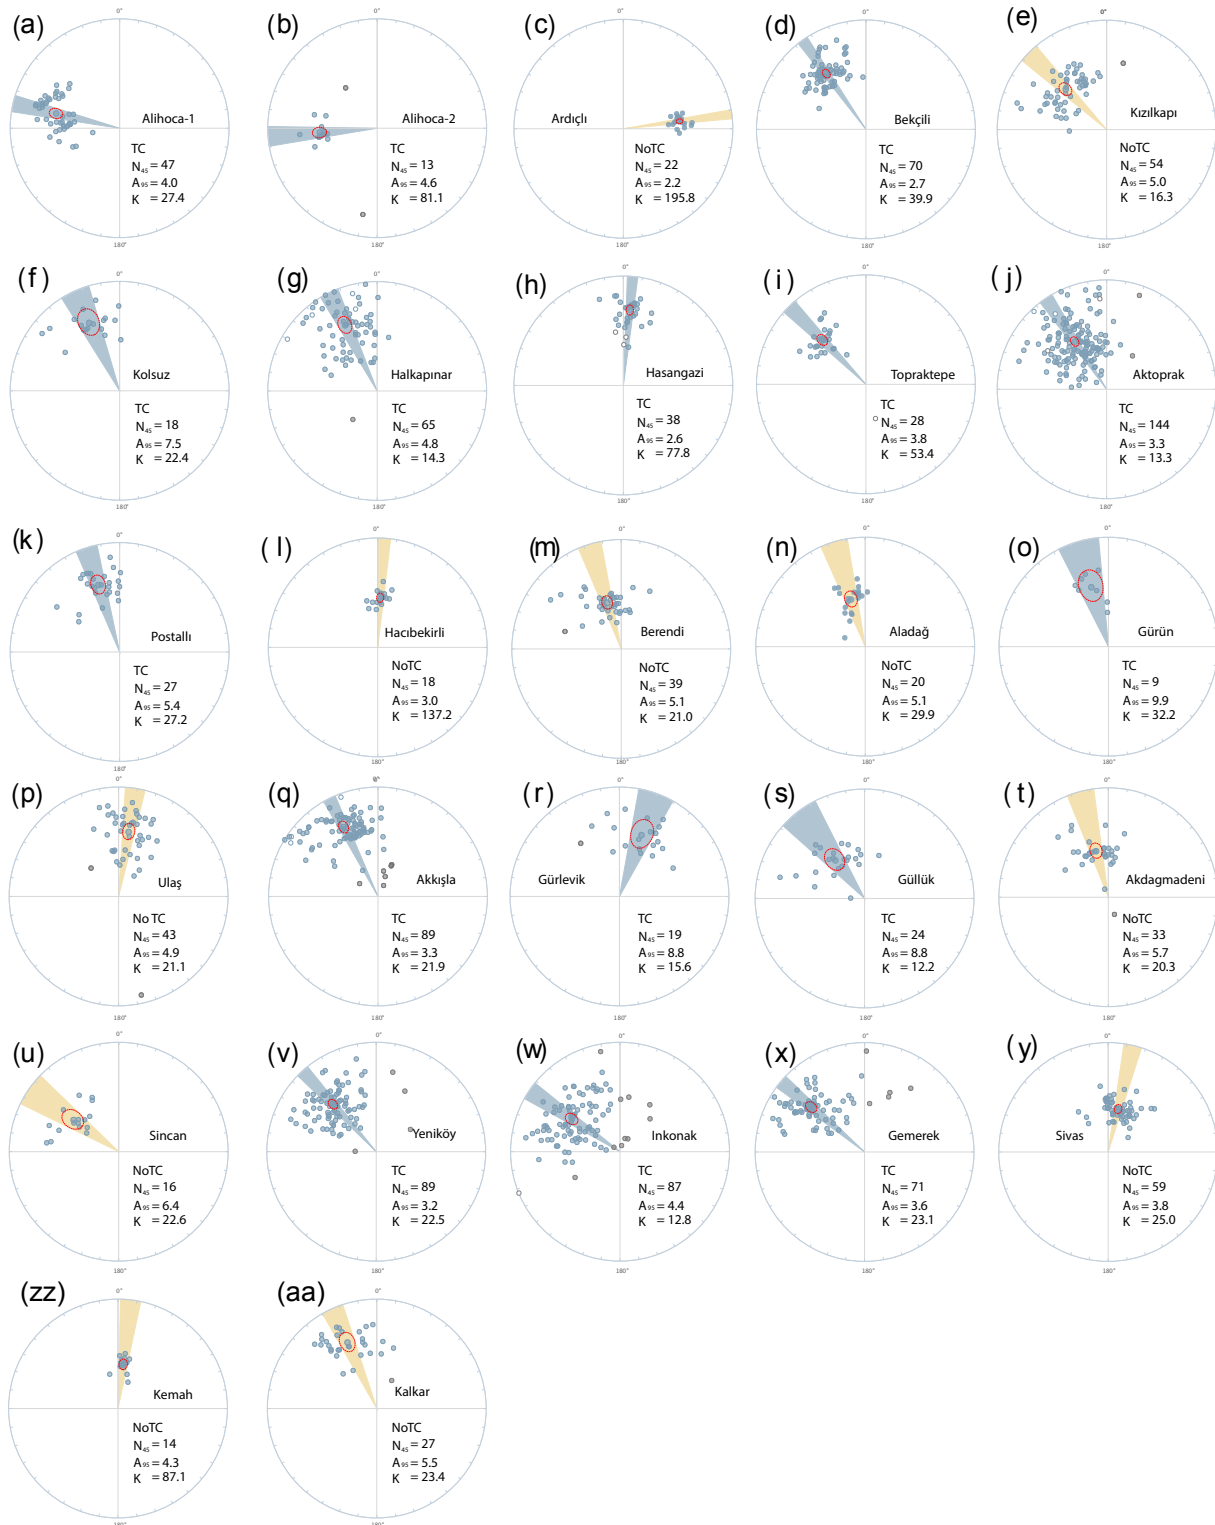 (a)
0°
Alihoca-1
TC
N₄₅ = 47
A₉₅ = 4.0
K = 27.4
180°
(b)
0°
Alihoca-2
TC
N₄₅ = 13
A₉₅ = 4.6
K = 81.1
180°
(c)
0°
Ardıçlı
NoTC
N₄₅ = 22
A₉₅ = 2.2
K = 195.8
180°
(d)
0°
Bekçili
TC
N₄₅ = 70
A₉₅ = 2.7
K = 39.9
180°
(e)
0°
Kızılkapı
NoTC
N₄₅ = 54
A₉₅ = 5.0
K = 16.3
180°
(f)
0°
Kolsuz
TC
N₄₅ = 18
A₉₅ = 7.5
K = 22.4
180°
(g)
0°
Halkapınar
TC
N₄₅ = 65
A₉₅ = 4.8
K = 14.3
180°
(h)
0°
Hasangazi
TC
N₄₅ = 38
A₉₅ = 2.6
K = 77.8
180°
(i)
0°
Topraktepe
TC
N₄₅ = 28
A₉₅ = 3.8
K = 53.4
180°
(j)
0°
Aktoprak
TC
N₄₅ = 144
A₉₅ = 3.3
K = 13.3
180°
(k)
0°
Postallı
TC
N₄₅ = 27
A₉₅ = 5.4
K = 27.2
180°
(l)
0°
Hacıbekirli
NoTC
N₄₅ = 18
A₉₅ = 3.0
K = 137.2
180°
(m)
0°
Berendi
NoTC
N₄₅ = 39
A₉₅ = 5.1
K = 21.0
180°
(n)
0°
Aladağ
NoTC
N₄₅ = 20
A₉₅ = 5.1
K = 29.9
180°
(o)
0°
Gürün
TC
N₄₅ = 9
A₉₅ = 9.9
K = 32.2
180°
(p)
0°
Ulaş
No TC
N₄₅ = 43
A₉₅ = 4.9
K = 21.1
180°
(q)
0°
Akkışla
TC
N₄₅ = 89
A₉₅ = 3.3
K = 21.9
180°
(r)
0°
Gürlevik
TC
N₄₅ = 19
A₉₅ = 8.8
K = 15.6
180°
(s)
0°
Güllük
TC
N₄₅ = 24
A₉₅ = 8.8
K = 12.2
180°
(t)
0°
Akdagmadeni
NoTC
N₄₅ = 33
A₉₅ = 5.7
K = 20.3
180°
(u)
0°
Sincan
NoTC
N₄₅ = 16
A₉₅ = 6.4
K = 22.6
180°
(v)
0°
Yeniköy
TC
N₄₅ = 89
A₉₅ = 3.2
K = 22.5
180°
(w)
0°
Inkonak
TC
N₄₅ = 87
A₉₅ = 4.4
K = 12.8
180°
(x)
0°
Gemerek
TC
N₄₅ = 71
A₉₅ = 3.6
K = 23.1
180°
(y)
0°
Sivas
NoTC
N₄₅ = 59
A₉₅ = 3.8
K = 25.0
180°
(zz)
0°
Kemah
NoTC
N₄₅ = 14
A₉₅ = 4.3
K = 87.1
180°
(aa)
0°
Kalkar
NoTC
N₄₅ = 27
A₉₅ = 5.5
K = 23.4
180°